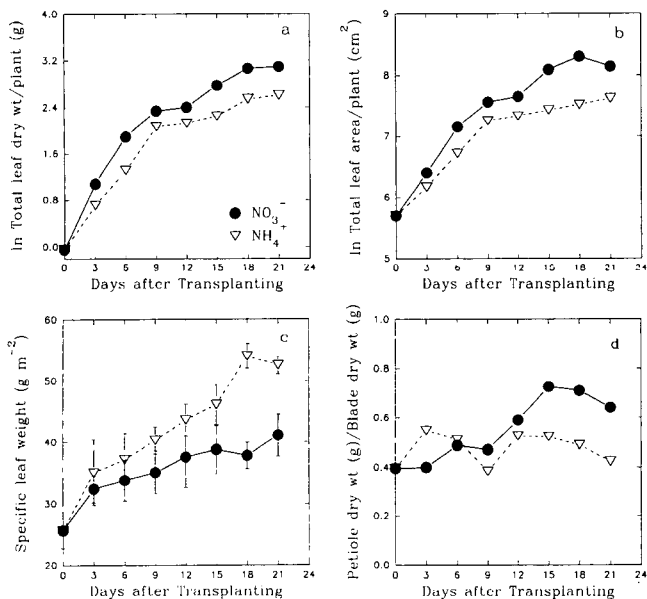 a
ln Total leaf dry wt/plant (g)
4.0
3.2
2.4
1.6
0.8
0.0
NO3-
NH4+
0 3 6 9 12 15 18 21 24
Days after Transplanting
b
ln Total leaf area/plant (cm2)
9
8
7
6
5
0 3 6 9 12 15 18 21 24
Days after Transplanting
c
Specific leaf weight (g m-2)
60
50
40
30
20
0 3 6 9 12 15 18 21 24
Days after Transplanting
d
Petiole dry wt (g)/Blade dry wt (g)
1.0
0.8
0.6
0.4
0.2
0.0
0 3 6 9 12 15 18 21 24
Days after Transplanting